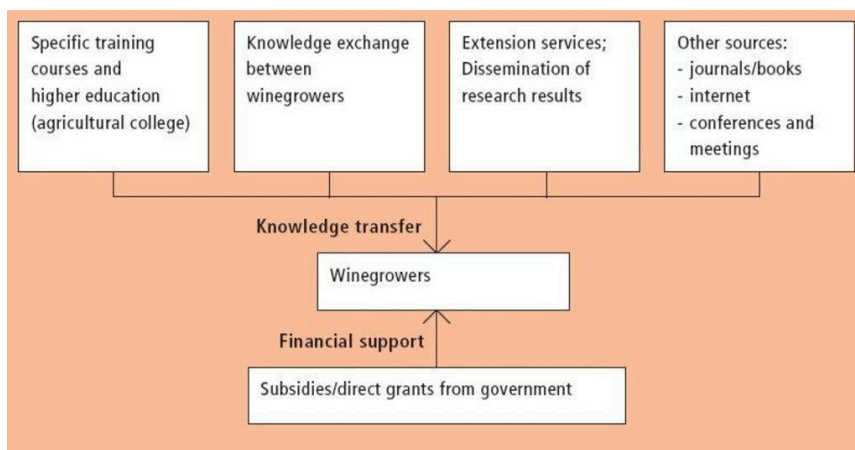 Specific training
courses and
higher education
(agricultural college)
Knowledge exchange
between
winegrowers
Extension services;
Dissemination of
research results
Other sources:
- journals/books
- internet
- conferences and
meetings
Knowledge transfer
Winegrowers
Financial support
Subsidies/direct grants from government